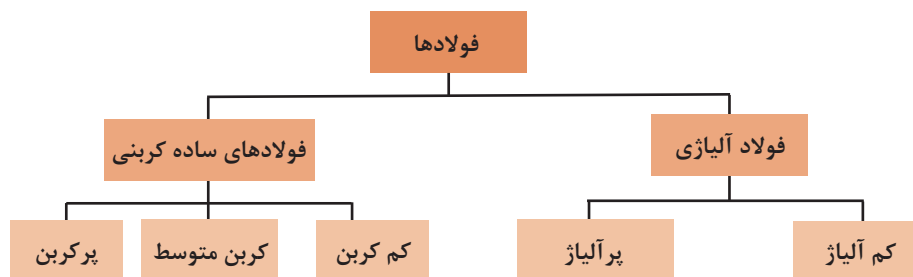 فولادها
فولاد آلیاژی
فولادهای ساده کربنی
کم آلیاژ
پرآلیاژ
کم کربن
کربن متوسط
پرکربن